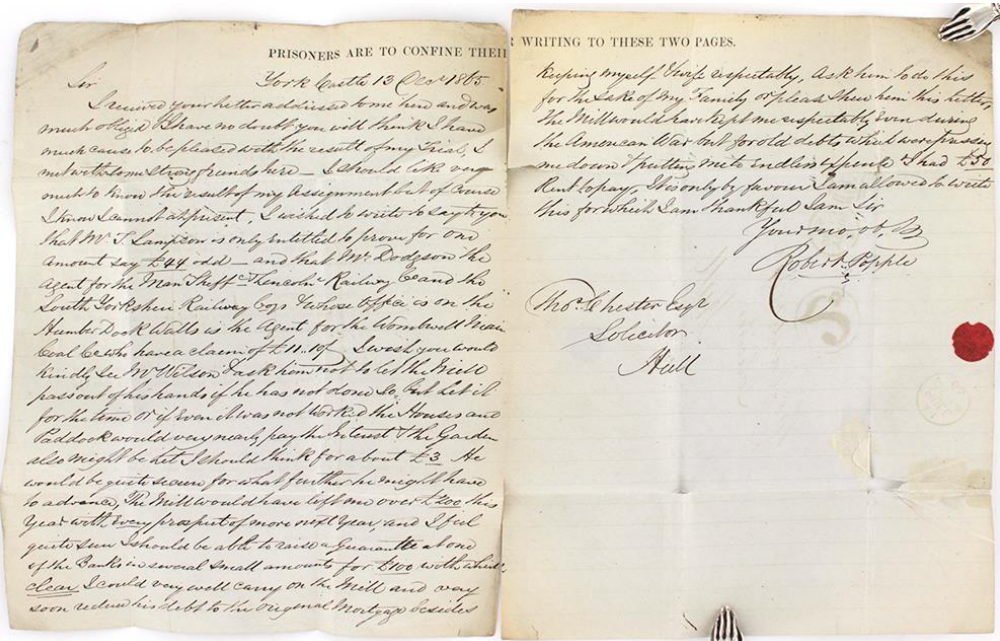 PRISONERS ARE TO CONFINE THEIR WRITING TO THESE TWO PAGES.
York Castle 13 Decr 1865
Sir
I received your letter addressed to me here and was
much obliged I have no doubt you will think I have
much cause to be pleased with the result of my Trial, I
met with some strong friends here — I should like very
much to know the result of my Assignment but of Course
I know I cannot at present, I wished to write to say to you
that Mr T. Sampson is only entitled to prove for one
amount say £44 odd — and that Mr Dodgson the
Agent for the Man Sheff & Lincoln Railway Co and the
South Yorkshire Railway Coys & whose office is on the
Humber Dock Walls is the Agent for the Wombwell Main
Coal Co who have a claim of £11..10/ I wish you would
kindly See Mr Wilson & ask him not to let the Mill
pass out of his hands if he has not done So, but Let it
for the time or if Even it was not worked the Houses and
Paddock would very nearly pay the Interest & the Garden
also might be Let I should think for about £3 He
would be quite secure for what further he might have
to advance, The Mill would have left me over £200 this
Year with every prospect of more next Year, and I feel
quite sure I should be able to raise a Guarantee at one
of the Banks in several small amounts for £100 with which
clear I could very well carry on the Mill and very
soon reduce his debt to the original Mortgage besides
keeping myself & wife respectably, ask him to do this
for the Sake of my Family or please shew him this letter,
the Mill would have kept me respectably Even during
the American War but for old debts which were pressing
me down & putting me to endless Expense & I had £50
Rent to pay, It is only by favour I am allowed to write
this for which I am thankful I am Sir
Your mo. ob. St
Robert Popple
Thos. Chester Esqr
Solicitor
Hull